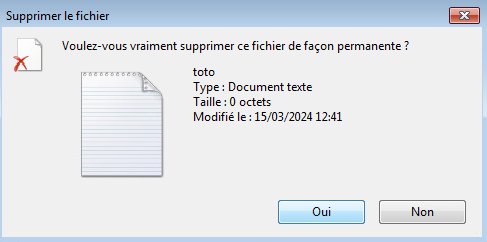 Supprimer le fichier
Voulez-vous vraiment supprimer ce fichier de façon permanente ?
toto
Type : Document texte
Taille : 0 octets
Modifié le : 15/03/2024 12:41
Oui
Non